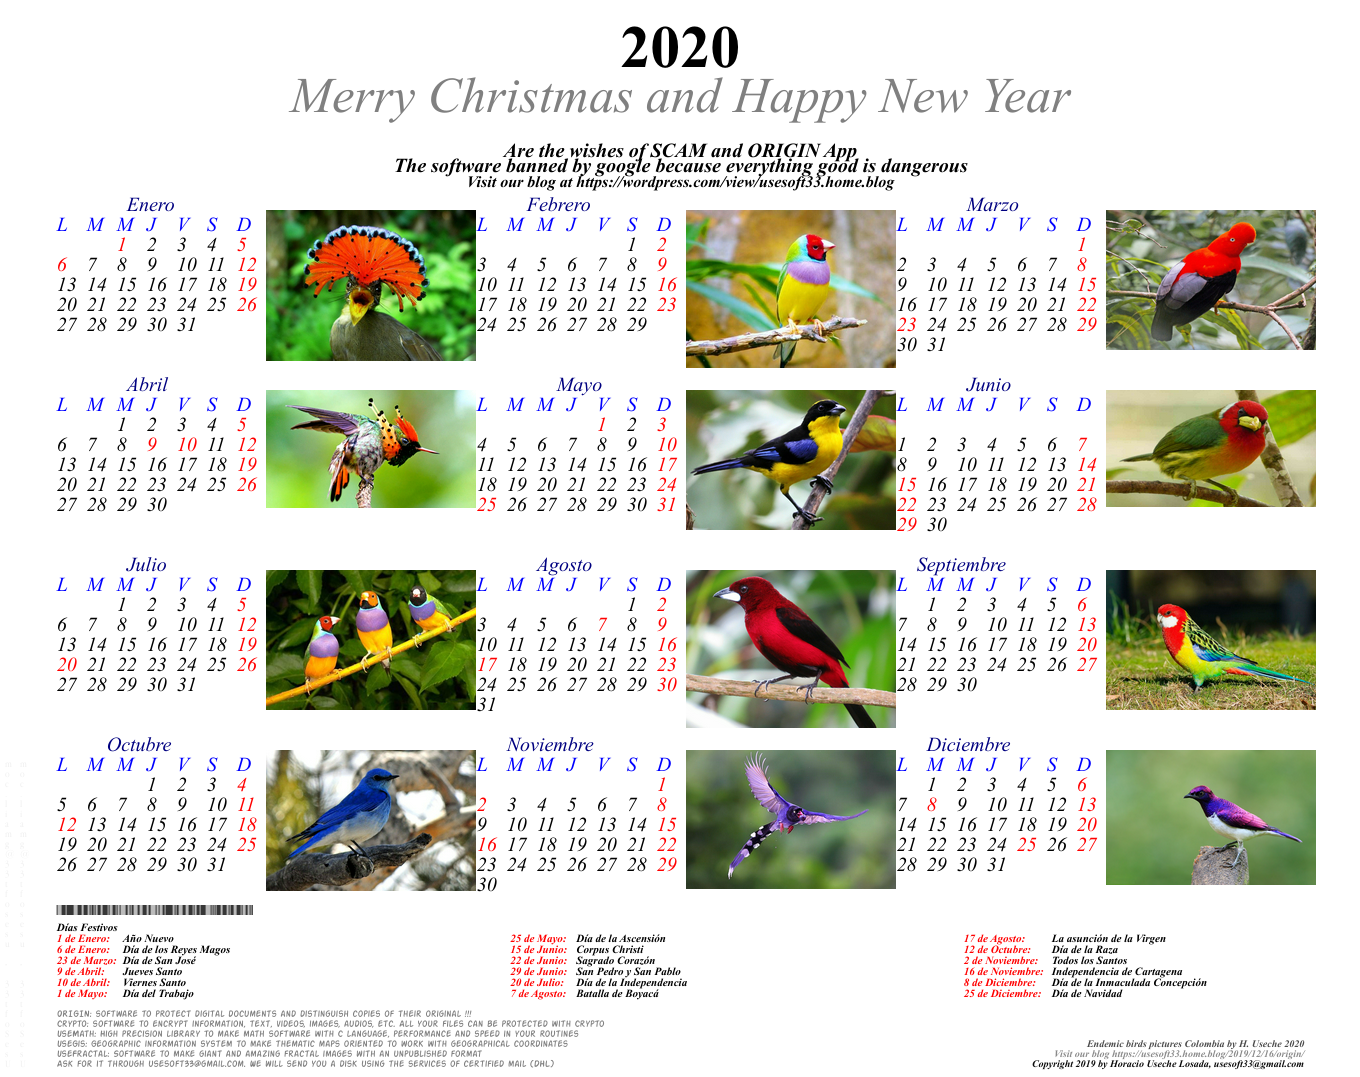 2020
Merry Christmas and Happy New Year
Are the wishes of SCAM and ORIGIN App
The software banned by google because everything good is dangerous
Visit our blog at https://wordpress.com/view/usesoft33.home.blog
Enero
L M M J V S D
1 2 3 4 5
6 7 8 9 10 11 12
13 14 15 16 17 18 19
20 21 22 23 24 25 26
27 28 29 30 31
Febrero
L M M J V S D
1 2
3 4 5 6 7 8 9
10 11 12 13 14 15 16
17 18 19 20 21 22 23
24 25 26 27 28 29
Marzo
L M M J V S D
1
2 3 4 5 6 7 8
9 10 11 12 13 14 15
16 17 18 19 20 21 22
23 24 25 26 27 28 29
30 31
Abril
L M M J V S D
1 2 3 4 5
6 7 8 9 10 11 12
13 14 15 16 17 18 19
20 21 22 23 24 25 26
27 28 29 30
Mayo
L M M J V S D
1 2 3
4 5 6 7 8 9 10
11 12 13 14 15 16 17
18 19 20 21 22 23 24
25 26 27 28 29 30 31
Junio
L M M J V S D
1 2 3 4 5 6 7
8 9 10 11 12 13 14
15 16 17 18 19 20 21
22 23 24 25 26 27 28
29 30
Julio
L M M J V S D
1 2 3 4 5
6 7 8 9 10 11 12
13 14 15 16 17 18 19
20 21 22 23 24 25 26
27 28 29 30 31
Agosto
L M M J V S D
1 2
3 4 5 6 7 8 9
10 11 12 13 14 15 16
17 18 19 20 21 22 23
24 25 26 27 28 29 30
31
Septiembre
L M M J V S D
1 2 3 4 5 6
7 8 9 10 11 12 13
14 15 16 17 18 19 20
21 22 23 24 25 26 27
28 29 30
Octubre
L M M J V S D
1 2 3 4
5 6 7 8 9 10 11
12 13 14 15 16 17 18
19 20 21 22 23 24 25
26 27 28 29 30 31
Noviembre
L M M J V S D
1
2 3 4 5 6 7 8
9 10 11 12 13 14 15
16 17 18 19 20 21 22
23 24 25 26 27 28 29
30
Diciembre
L M M J V S D
1 2 3 4 5 6
7 8 9 10 11 12 13
14 15 16 17 18 19 20
21 22 23 24 25 26 27
28 29 30 31
Días Festivos
1 de Enero: Año Nuevo
6 de Enero: Día de los Reyes Magos
23 de Marzo: Día de San José
9 de Abril: Jueves Santo
10 de Abril: Viernes Santo
1 de Mayo: Día del Trabajo
25 de Mayo: Día de la Ascensión
15 de Junio: Corpus Christi
22 de Junio: Sagrado Corazón
29 de Junio: San Pedro y San Pablo
20 de Julio: Día de la Independencia
7 de Agosto: Batalla de Boyacá
17 de Agosto: La asunción de la Virgen
12 de Octubre: Día de la Raza
2 de Noviembre: Todos los Santos
16 de Noviembre: Independencia de Cartagena
8 de Diciembre: Día de la Inmaculada Concepción
25 de Diciembre: Día de Navidad
ORIGIN: SOFTWARE TO PROTECT DIGITAL DOCUMENTS AND DISTINGUISH COPIES OF THEIR ORIGINAL !!!
CRYPTO: SOFTWARE TO ENCRYPT INFORMATION, TEXT, VIDEOS, IMAGES, AUDIOS, ETC. ALL YOUR FILES CAN BE PROTECTED WITH CRYPTO
USEMATH: HIGH PRECISION LIBRARY TO MAKE MATH SOFTWARE WITH C LANGUAGE, PERFORMANCE AND SPEED IN YOUR ROUTINES
USEGIS: GEOGRAPHIC INFORMATION SYSTEM TO MAKE THEMATIC MAPS ORIENTED TO WORK WITH GEOGRAPHICAL COORDINATES
USEFRACTAL: SOFTWARE TO MAKE GIANT AND AMAZING FRACTAL IMAGES WITH AN UNPUBLISHED FORMAT
ASK FOR IT THROUGH USESOFT33@GMAIL.COM, WE WILL SEND YOU A DISK USING THE SERVICES OF CERTIFIED MAIL (DHL)
Endemic birds pictures Colombia by H. Useche 2020
Visit our blog https://usesoft33.home.blog/2019/12/16/origin/
Copyright 2019 by Horacio Useche Losada, usesoft33@gmail.com